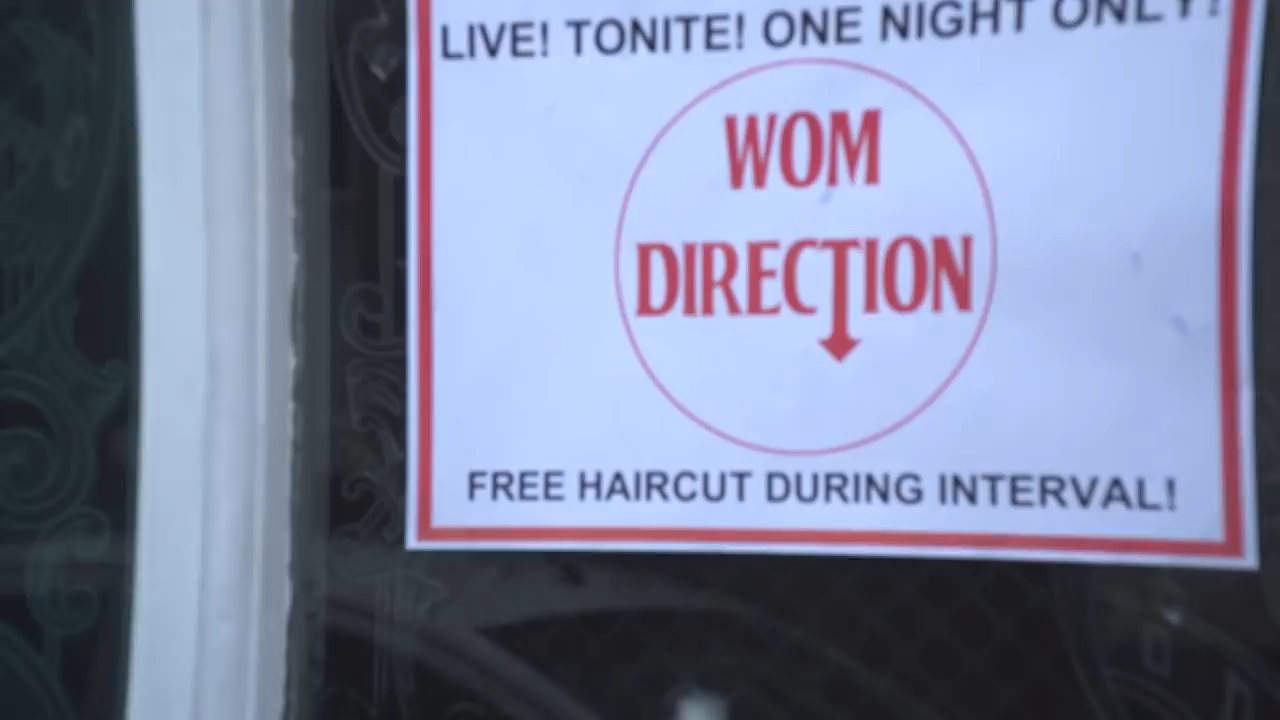 LIVE! TONITE! ONE NIGHT ONLY!
WOM
DIRECTION
FREE HAIRCUT DURING INTERVAL!